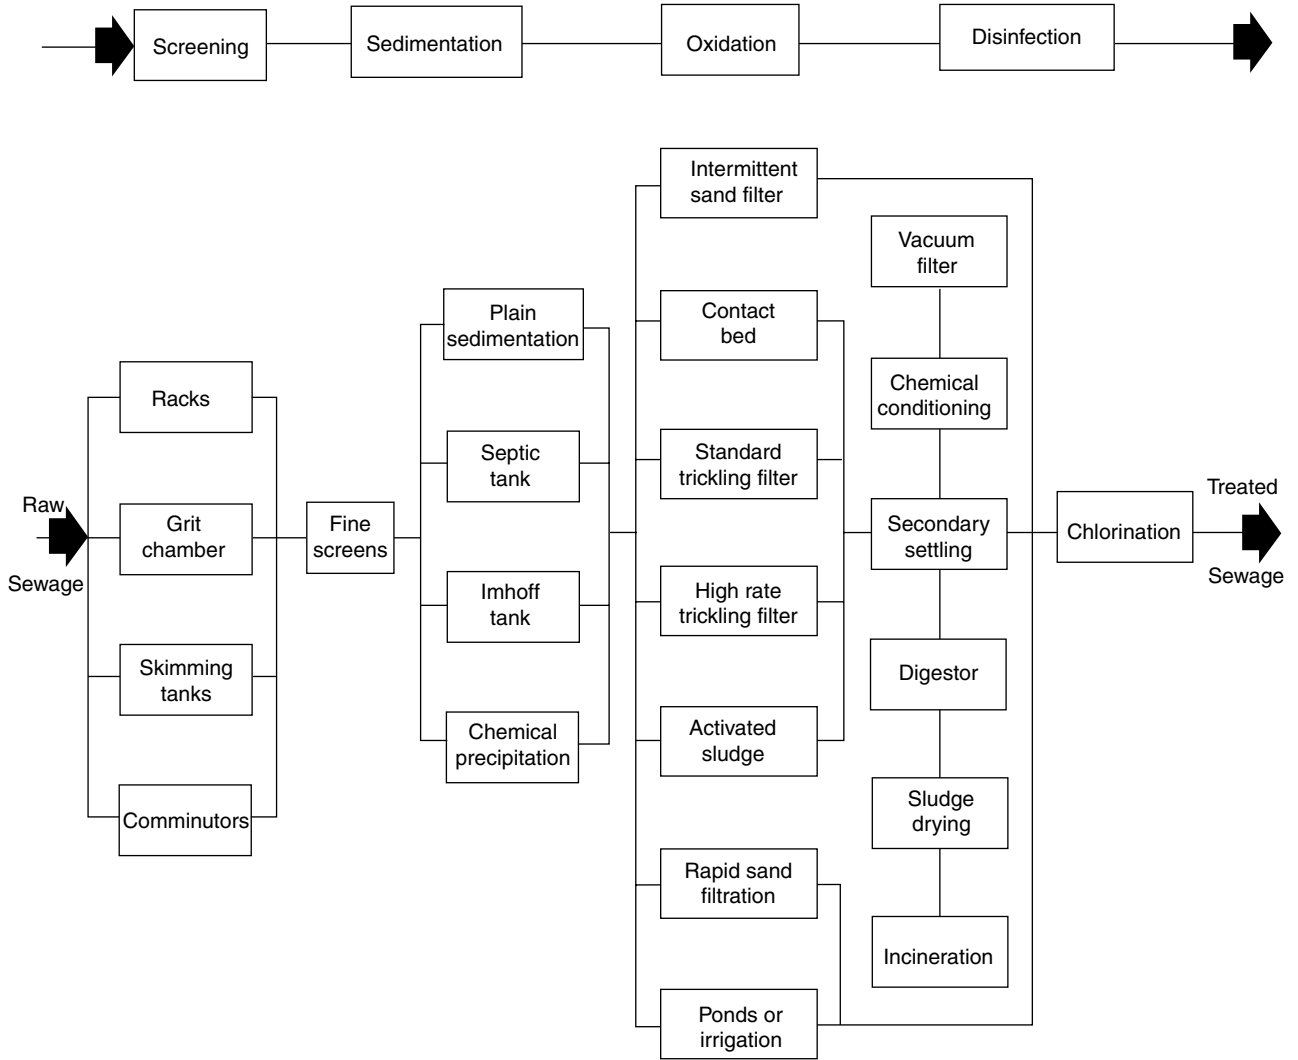 Screening
Sedimentation
Oxidation
Disinfection
Raw
Sewage
Racks
Grit
chamber
Skimming
tanks
Comminutors
Fine
screens
Plain
sedimentation
Septic
tank
Imhoff
tank
Chemical
precipitation
Intermittent
sand filter
Contact
bed
Standard
trickling filter
High rate
trickling filter
Activated
sludge
Rapid sand
filtration
Ponds or
irrigation
Vacuum
filter
Chemical
conditioning
Secondary
settling
Digestor
Sludge
drying
Incineration
Chlorination
Treated
Sewage